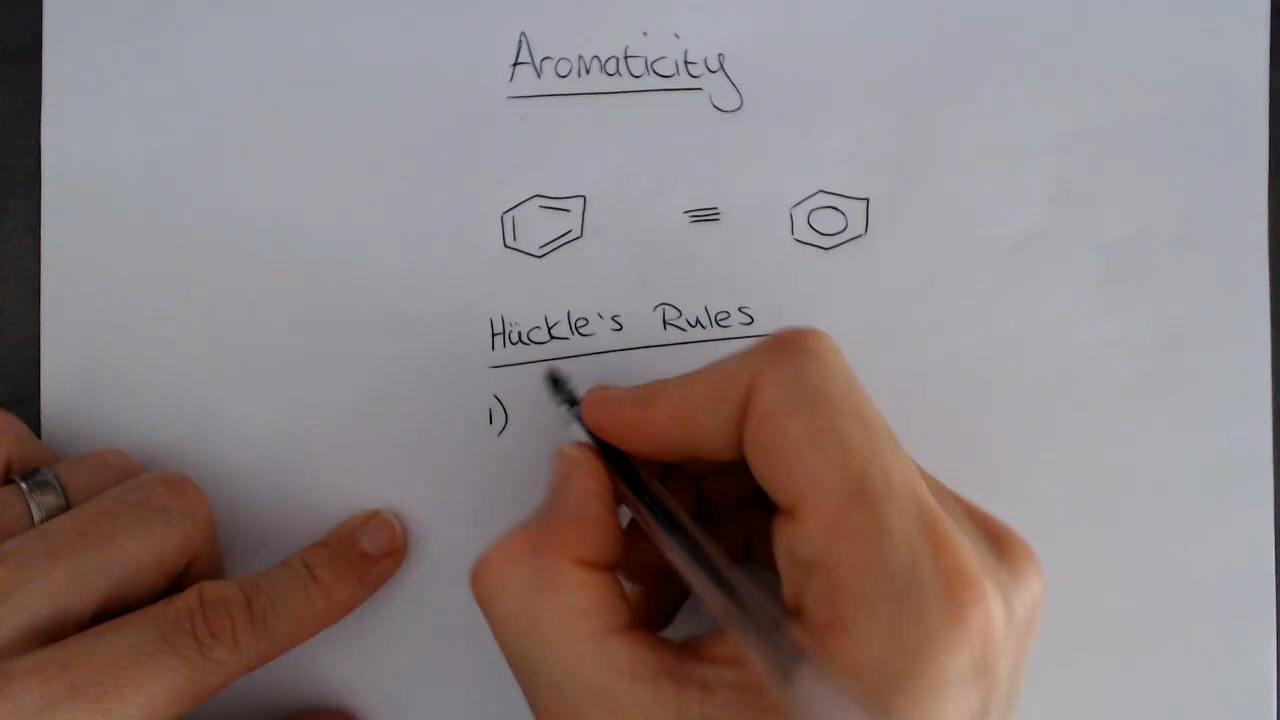 Aromaticity
≡
Hückle's Rules
1)